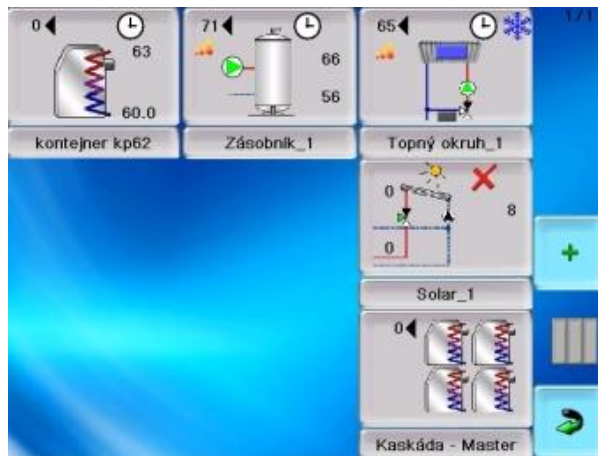 0
63
60.0
kontejner kp62
71
66
56
Zásobník_1
65
Topný okruh_1
1/1
0
8
0
Solar_1
0
Kaskáda - Master